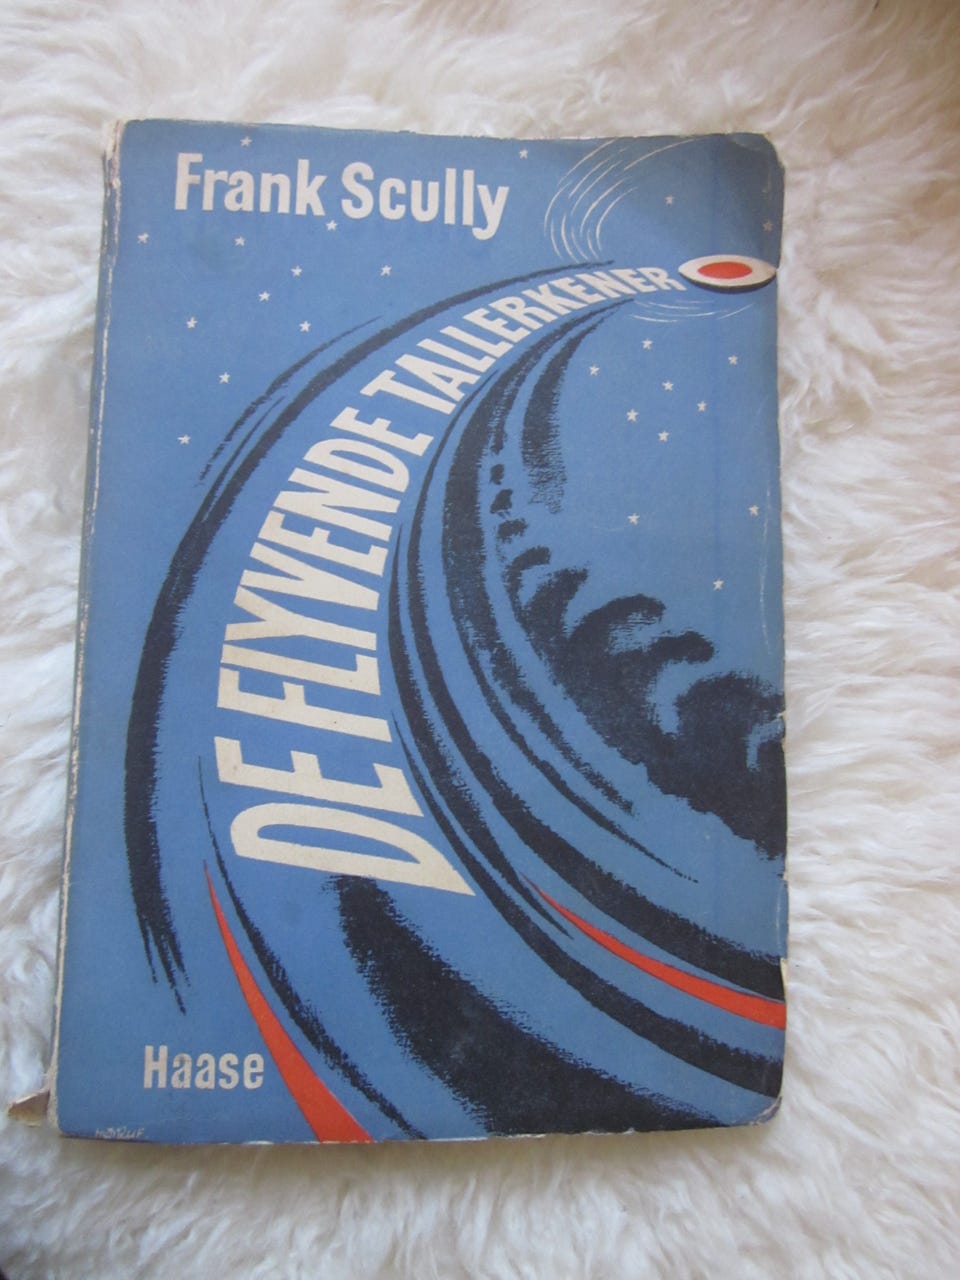 Frank Scully
DE FLYVENDE TALLERKENER
Haase